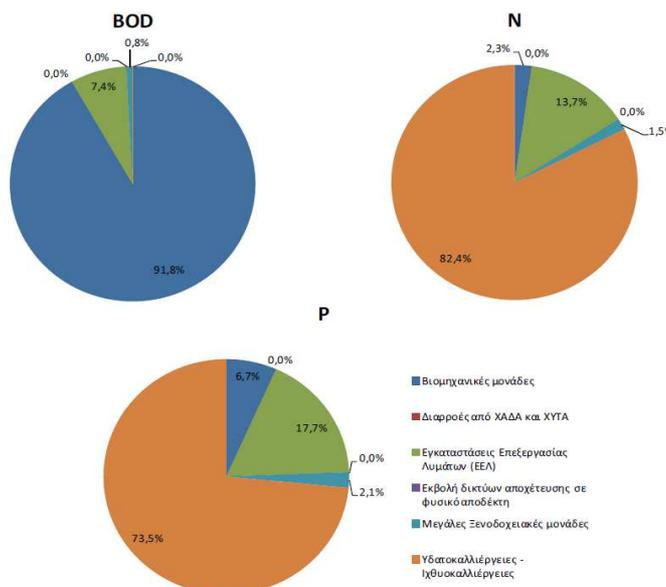 BOD
0,8%
0,0%
0,0%
0,0%
7,4%
91,8%
N
2,3%
0,0%
13,7%
0,0%
1,5%
82,4%
P
6,7%
0,0%
17,7%
0,0%
2,1%
73,5%
Βιομηχανικές μονάδες
Διαρροές από ΧΑΔΑ και ΧΥΤΑ
Εγκαταστάσεις Επεξεργασίας
Λυμάτων (ΕΕΛ)
Εκβολή δικτύων αποχέτευσης σε
φυσικό αποδέκτη
Μεγάλες Ξενοδοχειακές μονάδες
Υδατοκαλλιέργειες -
Ιχθυοκαλλιέργειες